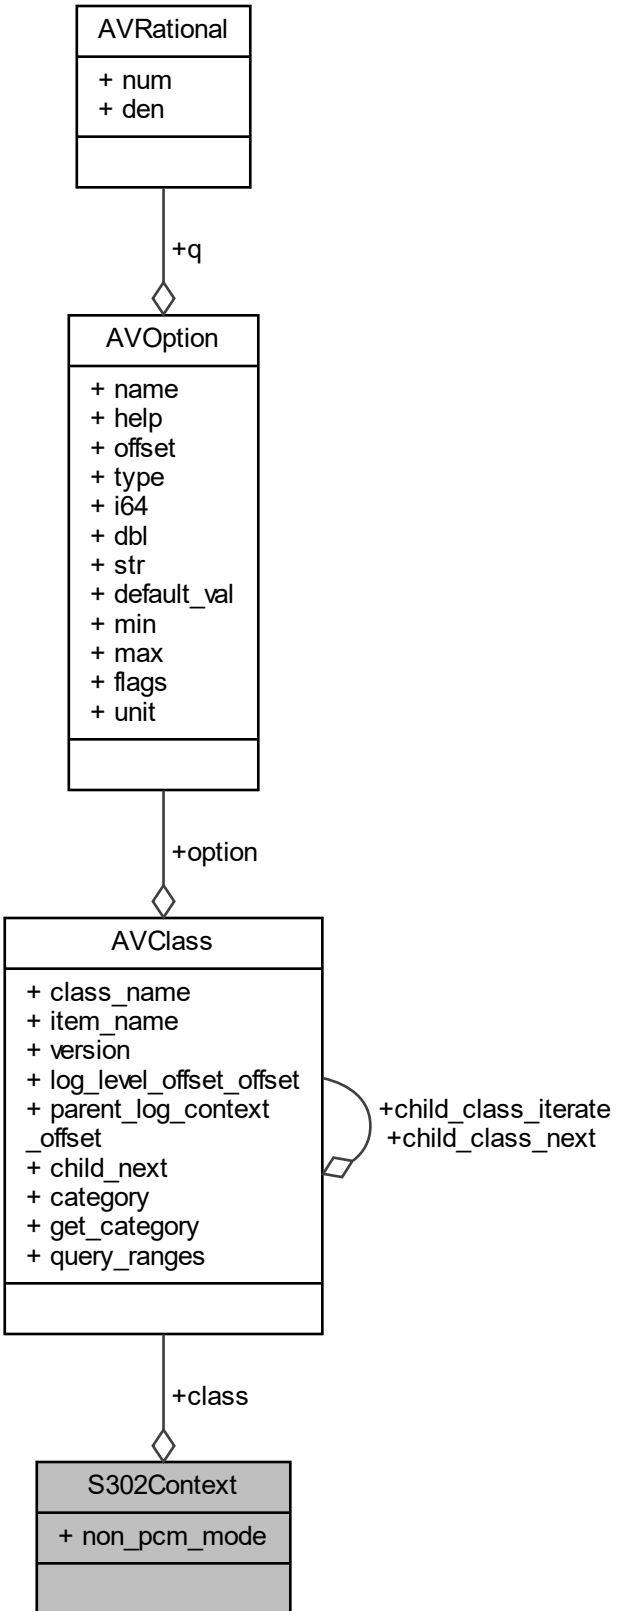 AVRational
+ num
+ den
+q
AVOption
+ name
+ help
+ offset
+ type
+ i64
+ dbl
+ str
+ default_val
+ min
+ max
+ flags
+ unit
+option
AVClass
+ class_name
+ item_name
+ version
+ log_level_offset_offset
+ parent_log_context
_offset
+ child_next
+ category
+ get_category
+ query_ranges
+child_class_iterate
+child_class_next
+class
S302Context
+ non_pcm_mode